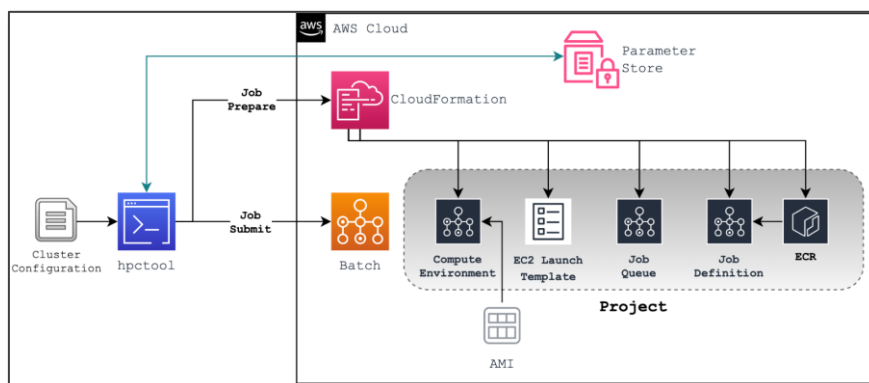 aws AWS Cloud
Parameter
Store
Job
Prepare
CloudFormation
Cluster
Configuration
hpctool
Job
Submit
Batch
Compute
Environment
EC2 Launch
Template
Job
Queue
Job
Definition
ECR
Project
AMI